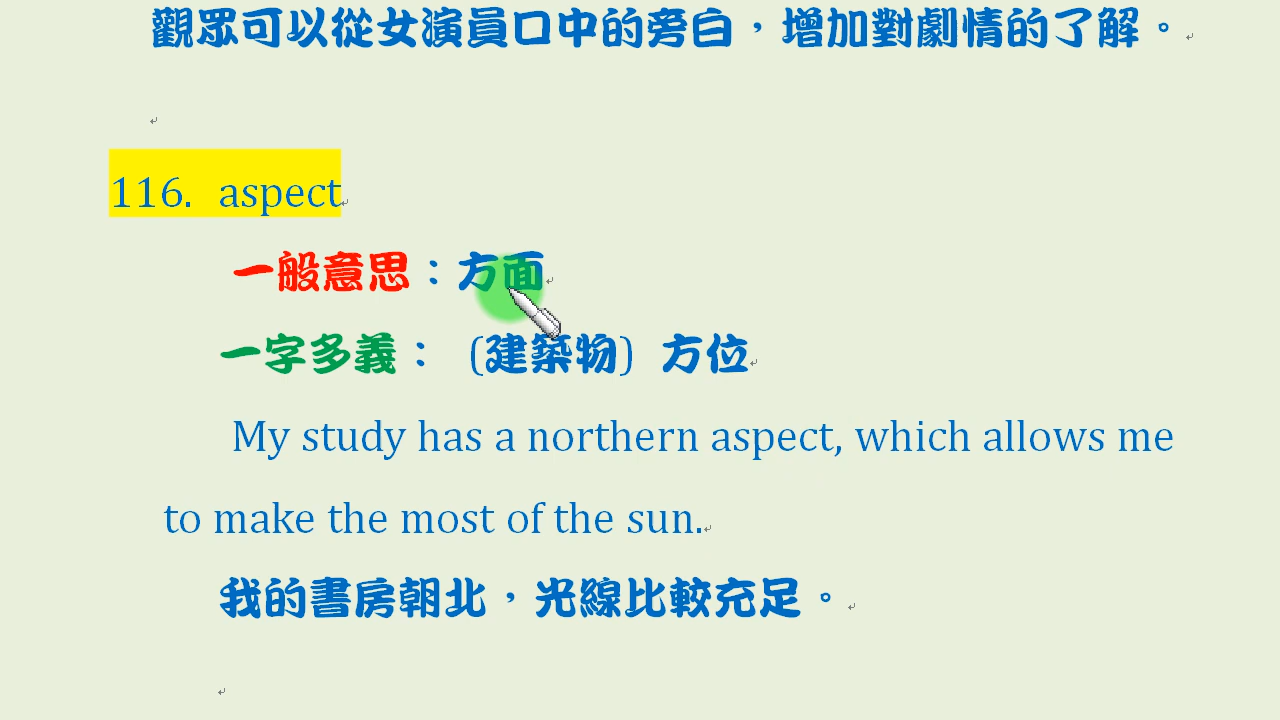 觀眾可以從女演員口中的旁白，增加對劇情的了解。
116. aspect
一般意思：方面
一字多義： (建築物) 方位
My study has a northern aspect, which allows me
to make the most of the sun.
我的書房朝北，光線比較充足。